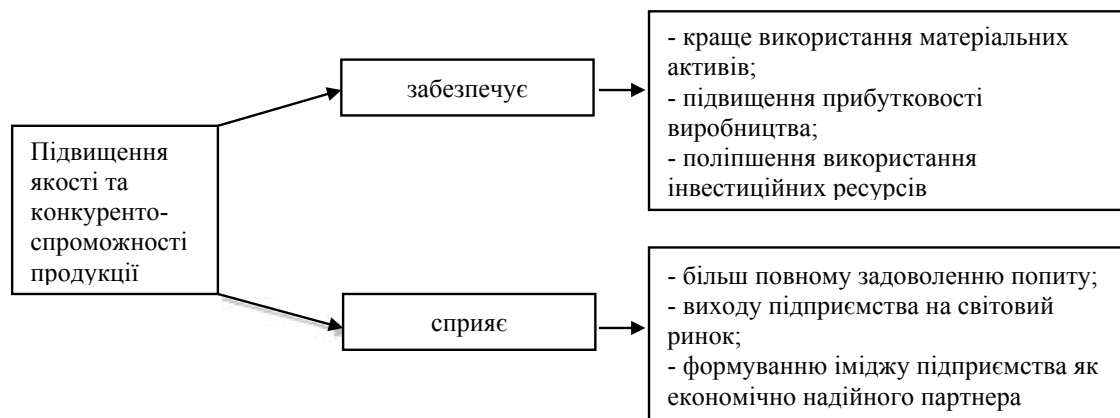 Підвищення
якості та
конкуренто-
спроможності
продукції
забезпечує
- краще використання матеріальних
активів;
- підвищення прибутковості
виробництва;
- поліпшення використання
інвестиційних ресурсів
сприяє
- більш повному задоволенню попиту;
- виходу підприємства на світовий
ринок;
- формуванню іміджу підприємства як
економічно надійного партнера